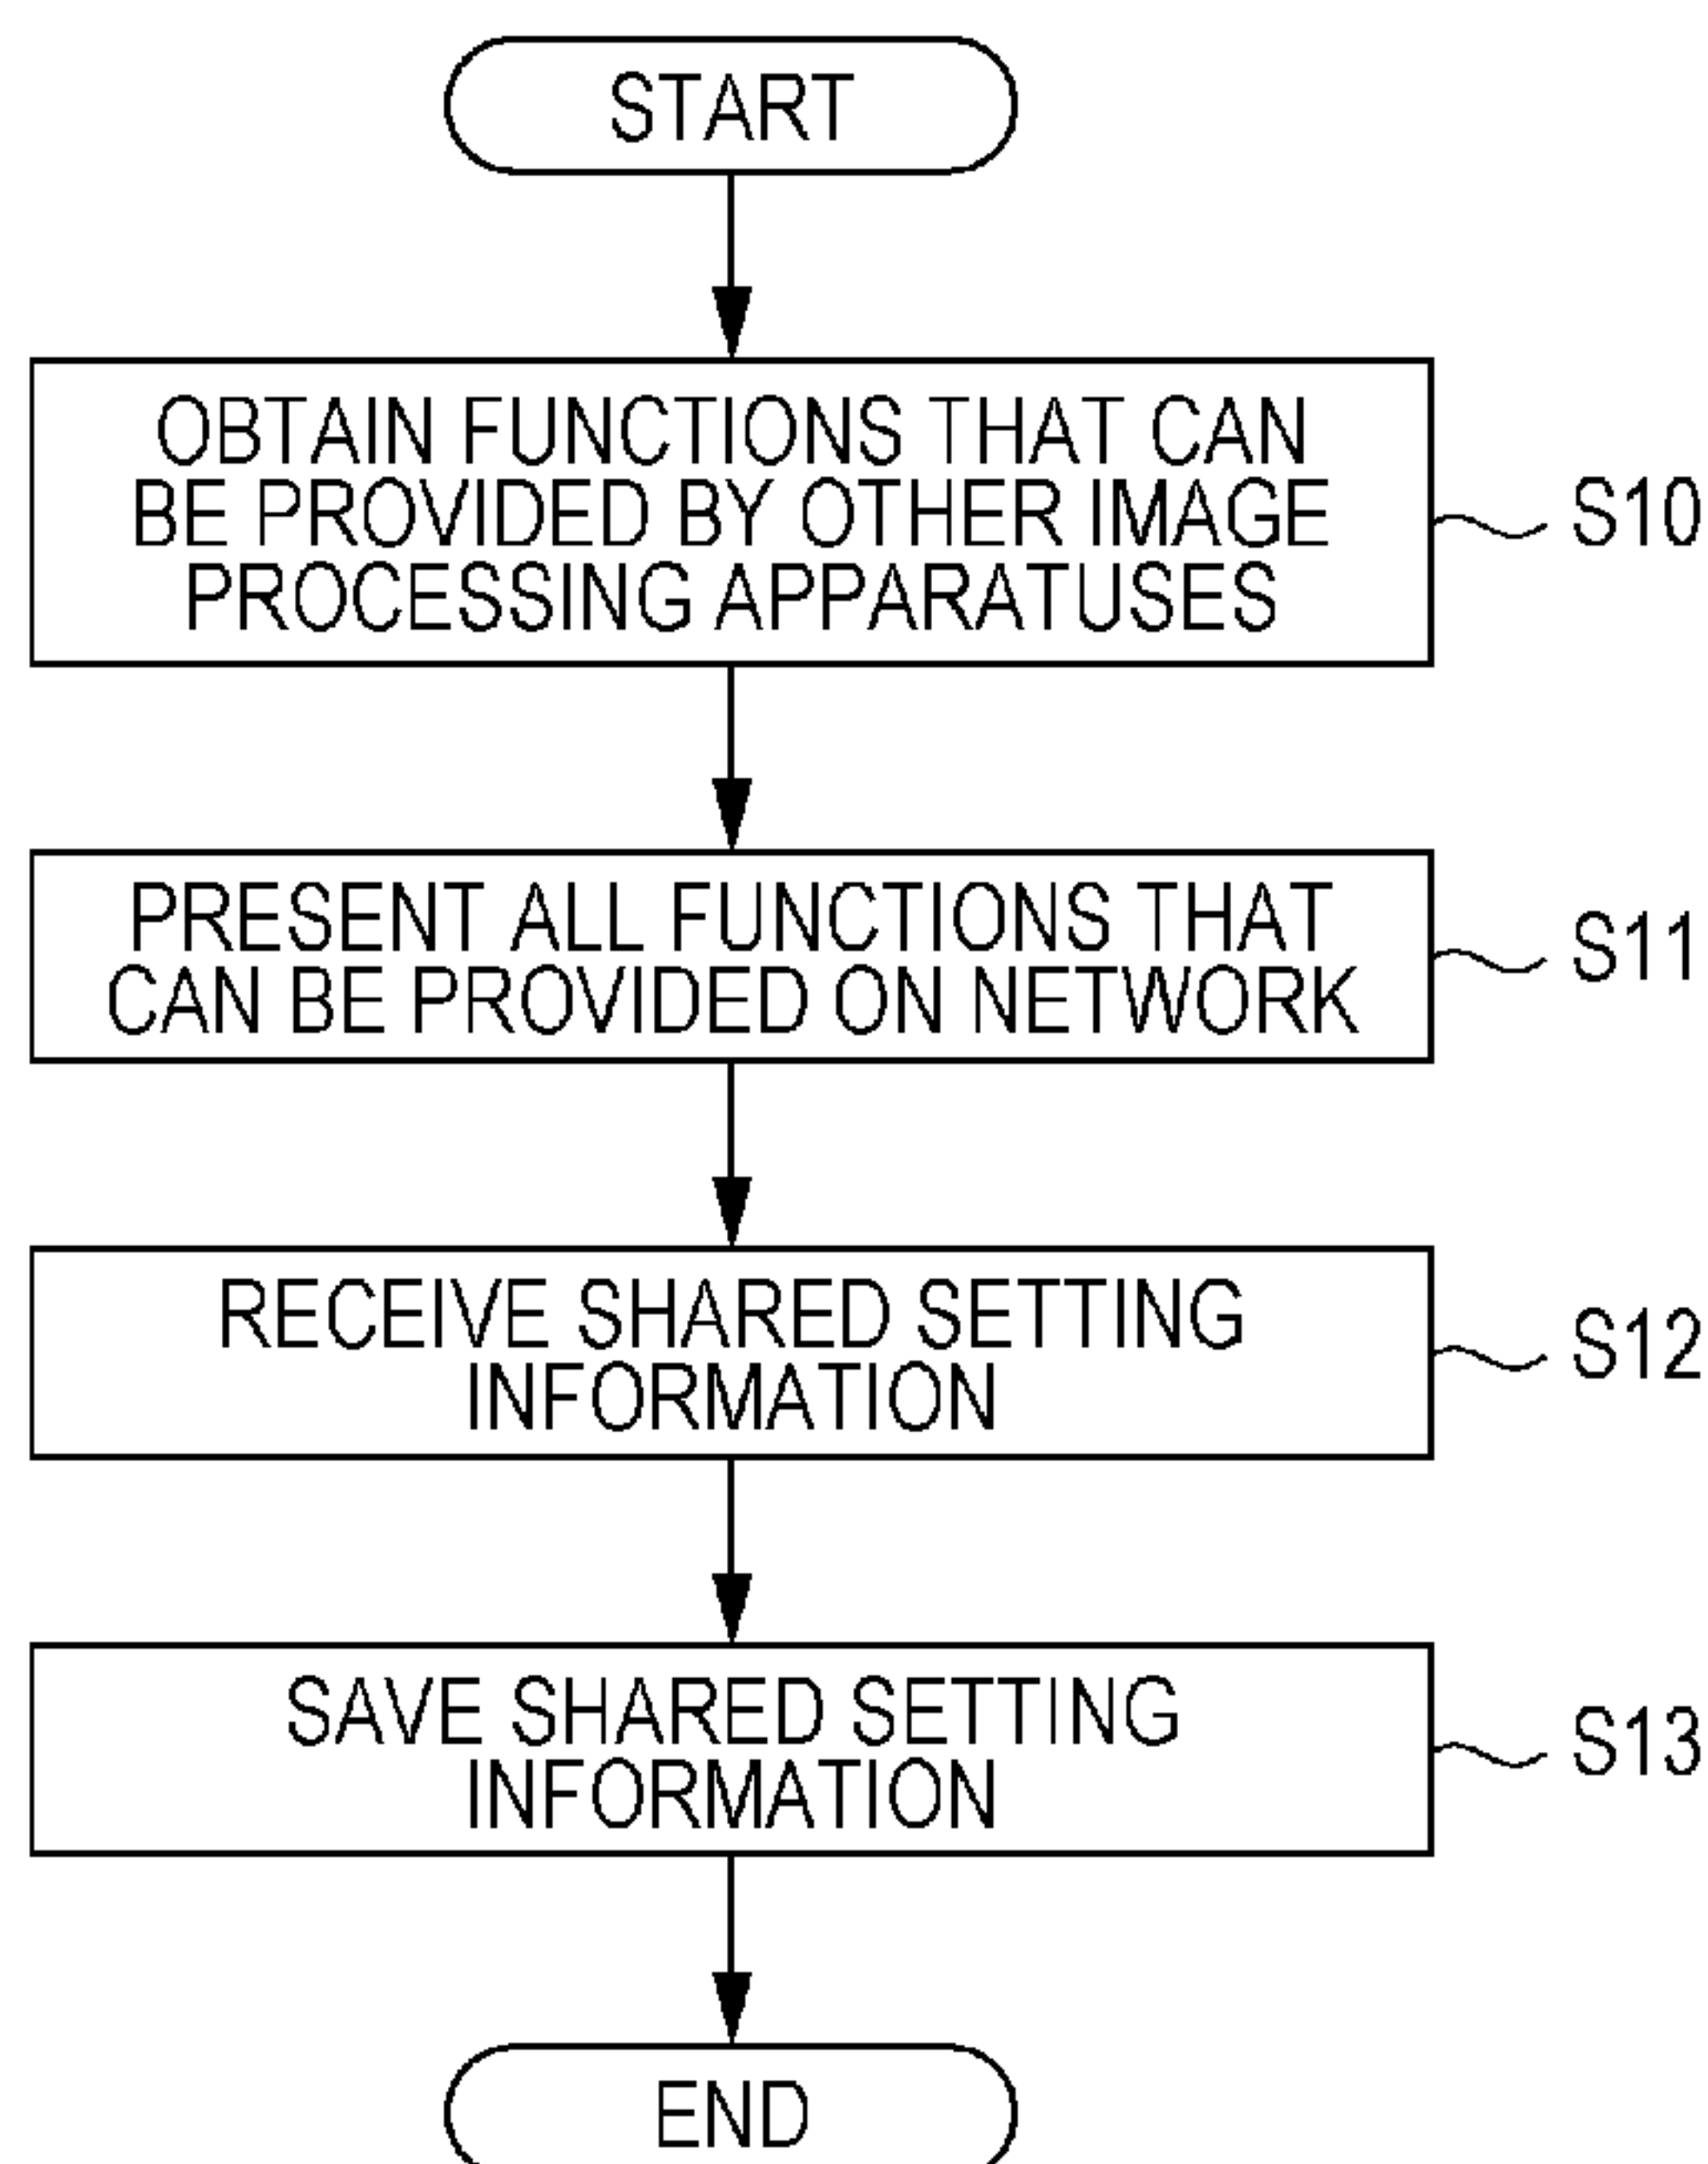 START
OBTAIN FUNCTIONS THAT CAN
BE PROVIDED BY OTHER IMAGE
PROCESSING APPARATUSES
S10
PRESENT ALL FUNCTIONS THAT
CAN BE PROVIDED ON NETWORK
S11
RECEIVE SHARED SETTING
INFORMATION
S12
SAVE SHARED SETTING
INFORMATION
S13
END